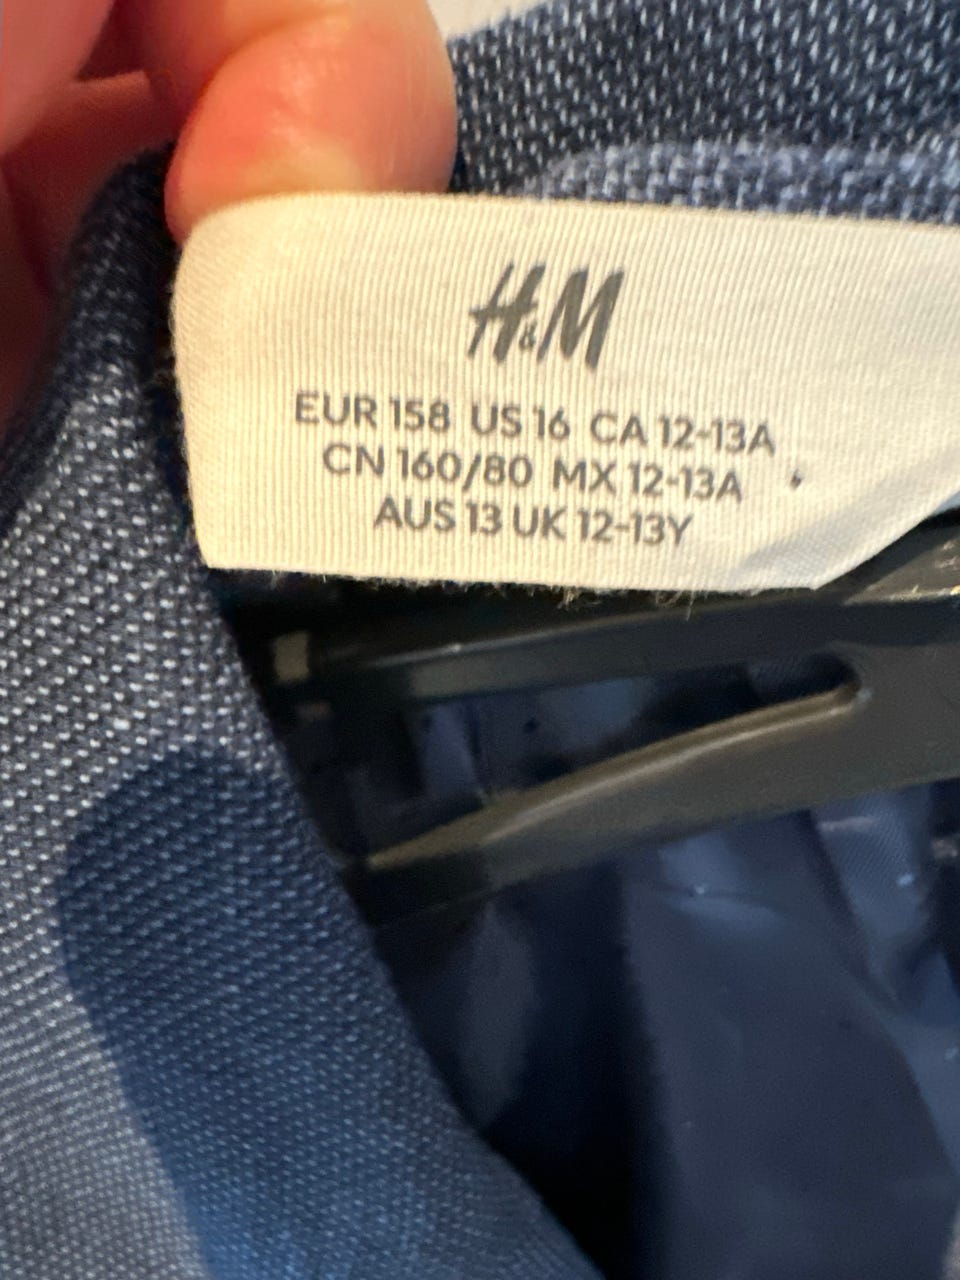 H&M
EUR 158 US 16 CA 12-13A
CN 160/80 MX 12-13A
AUS 13 UK 12-13Y